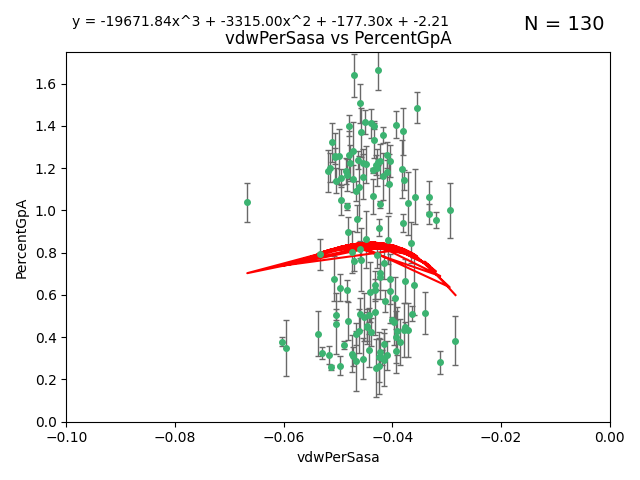 y = -19671.84x^3 + -3315.00x^2 + -177.30x + -2.21
N = 130
vdwPerSasa vs PercentGpA
PercentGpA
1.6
1.4
1.2
1.0
0.8
0.6
0.4
0.2
0.0
−0.10 −0.08 −0.06 −0.04 −0.02 0.00
vdwPerSasa